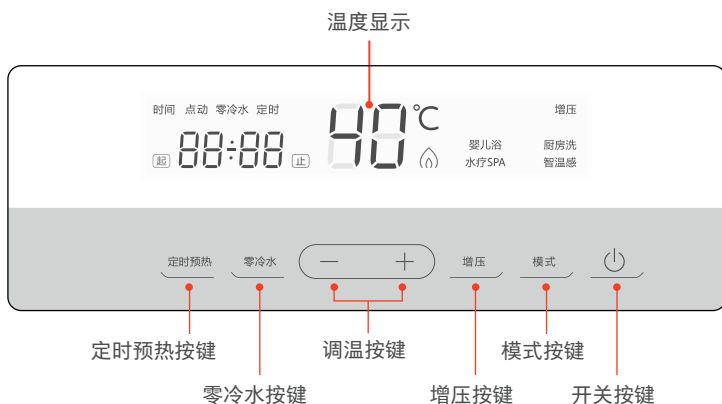 温度显示
时间 点动 零冷水 定时
40℃
增压
起 88:88 止
婴儿浴 厨房洗
水疗SPA 智温感
定时预热 零冷水 － ＋ 增压 模式
定时预热按键 调温按键 模式按键
零冷水按键 增压按键 开关按键